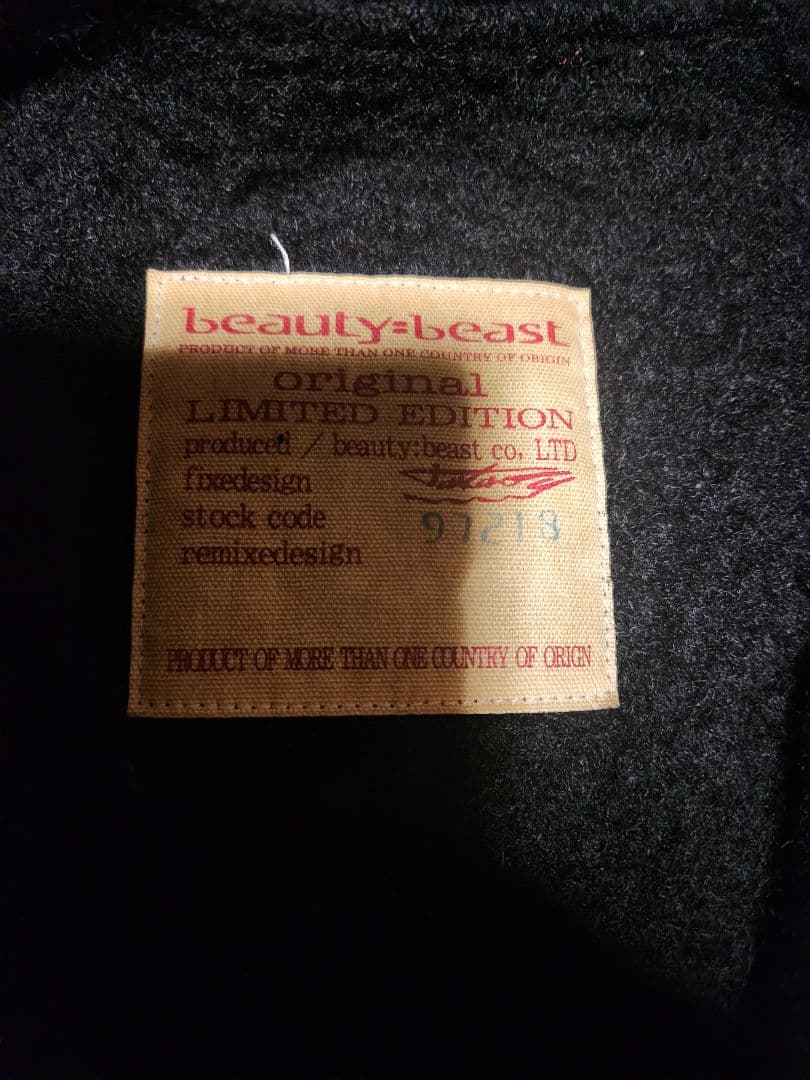 beauty:beast
PRODUCT OF MORE THAN ONE COUNTRY OF ORIGIN
original
LIMITED EDITION
produced / beauty:beast co, LTD
fixedesign
stock code 97218
remixedesign
PRODUCT OF MORE THAN ONE COUNTRY OF ORIGN